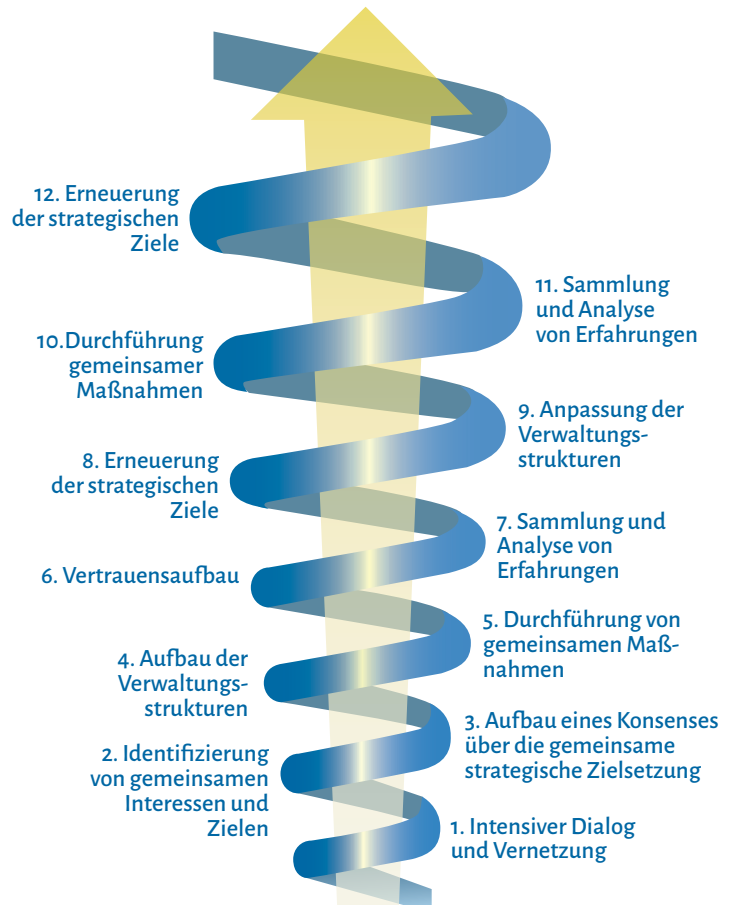 12. Erneuerung
der strategischen
Ziele
11. Sammlung
und Analyse
von Erfahrungen
10.Durchführung
gemeinsamer
Maßnahmen
9. Anpassung der
Verwaltungs-
strukturen
8. Erneuerung
der strategischen
Ziele
7. Sammlung und
Analyse von
Erfahrungen
6. Vertrauensaufbau
5. Durchführung von
gemeinsamen Maß-
nahmen
4. Aufbau der
Verwaltungs-
strukturen
3. Aufbau eines Konsenses
über die gemeinsame
strategische Zielsetzung
2. Identifizierung
von gemeinsamen
Interessen und
Zielen
1. Intensiver Dialog
und Vernetzung